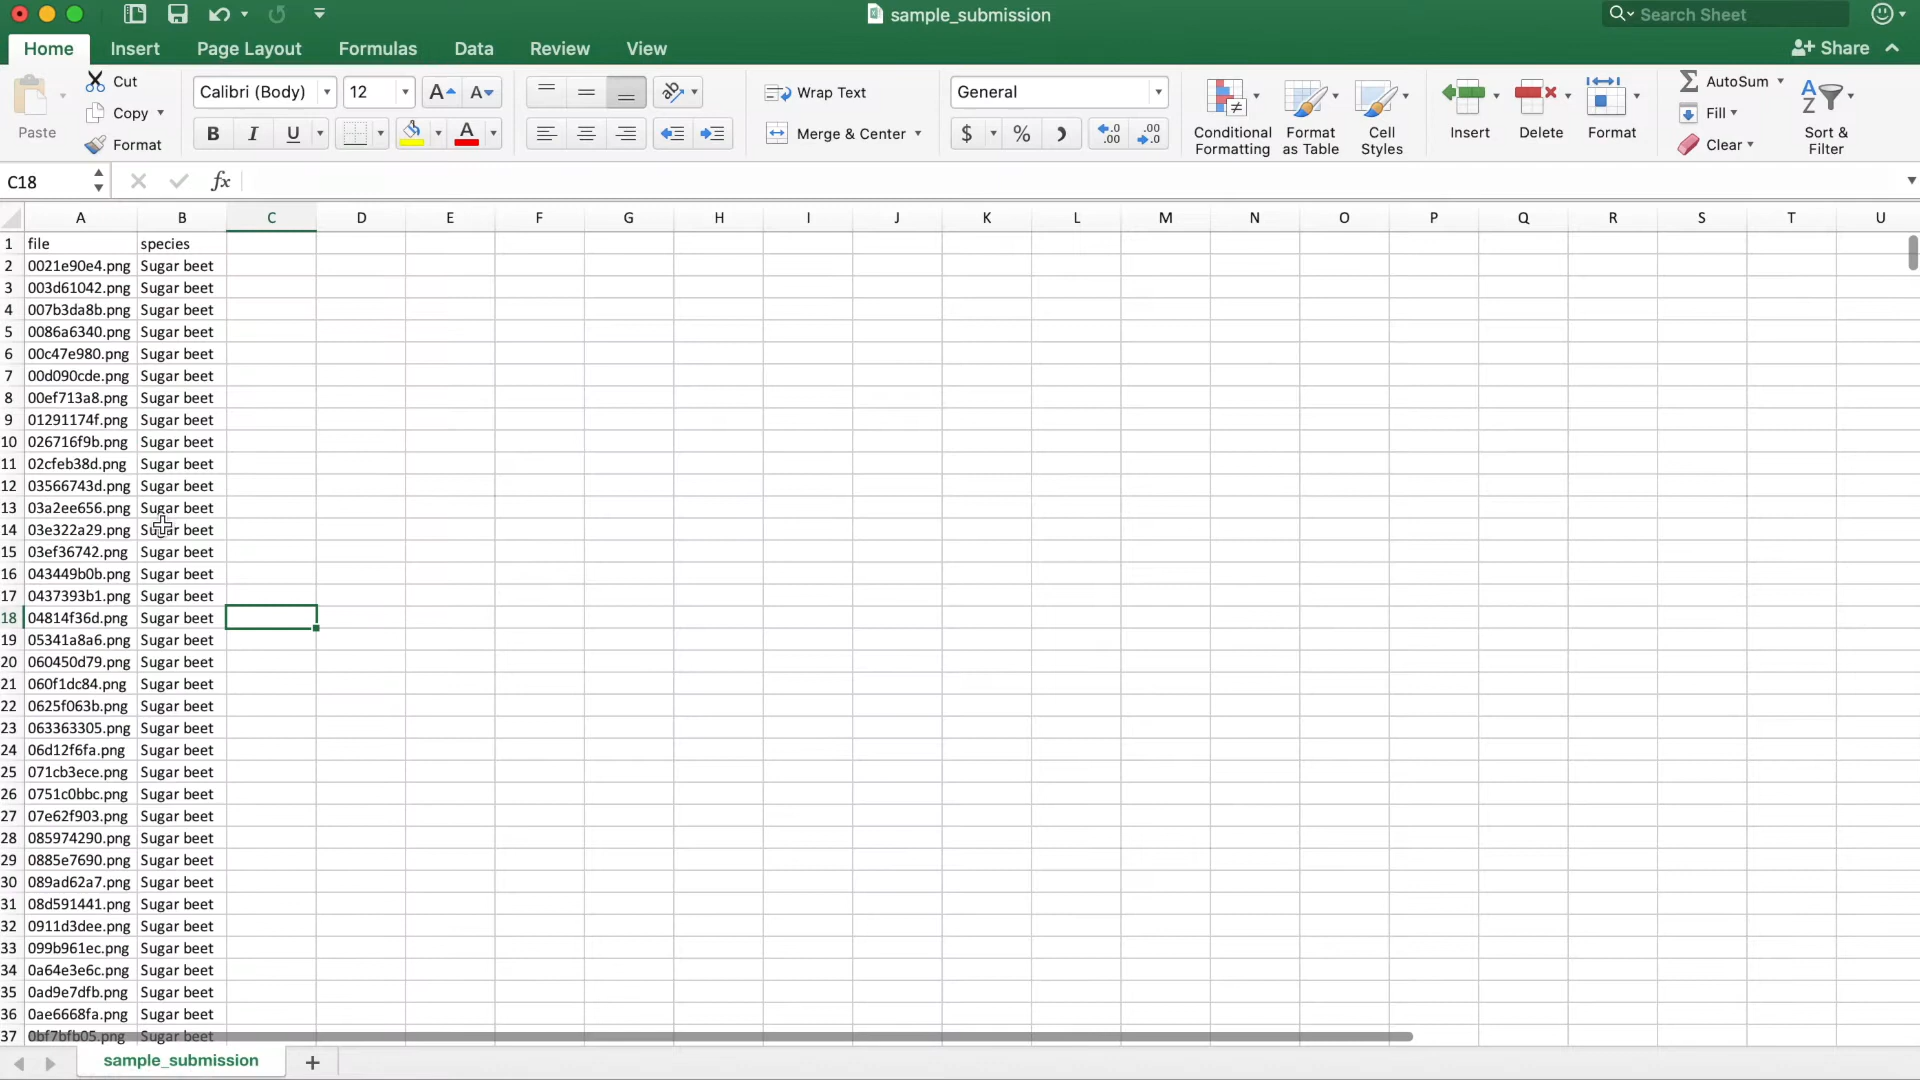 sample_submission
Search Sheet
Home Insert Page Layout Formulas Data Review View
Share
Paste
Cut
Copy
Format
Calibri (Body) 12
A A
B I U A
Wrap Text
Merge & Center
General
$ % .0 .00 .00 .0
Conditional Formatting
Format as Table
Cell Styles
Insert
Delete
Format
AutoSum
Fill
Clear
A Z
Sort & Filter
C18 fx
A B C D E F G H I J K L M N O P Q R S T U
1 file species
2 0021e90e4.png Sugar beet
3 003d61042.png Sugar beet
4 007b3da8b.png Sugar beet
5 0086a6340.png Sugar beet
6 00c47e980.png Sugar beet
7 00d090cde.png Sugar beet
8 00ef713a8.png Sugar beet
9 01291174f.png Sugar beet
10 026716f9b.png Sugar beet
11 02cfeb38d.png Sugar beet
12 03566743d.png Sugar beet
13 03a2ee656.png Sugar beet
14 03e322a29.png Sugar beet
15 03ef36742.png Sugar beet
16 043449b0b.png Sugar beet
17 0437393b1.png Sugar beet
18 04814f36d.png Sugar beet
19 05341a8a6.png Sugar beet
20 060450d79.png Sugar beet
21 060f1dc84.png Sugar beet
22 0625f063b.png Sugar beet
23 063363305.png Sugar beet
24 06d12f6fa.png Sugar beet
25 071cb3ece.png Sugar beet
26 0751c0bbc.png Sugar beet
27 07e62f903.png Sugar beet
28 085974290.png Sugar beet
29 0885e7690.png Sugar beet
30 089ad62a7.png Sugar beet
31 08d591441.png Sugar beet
32 0911d3dee.png Sugar beet
33 099b961ec.png Sugar beet
34 0a64e3e6c.png Sugar beet
35 0ad9e7dfb.png Sugar beet
36 0ae6668fa.png Sugar beet
37 0bf7bfb05.png Sugar beet
sample_submission